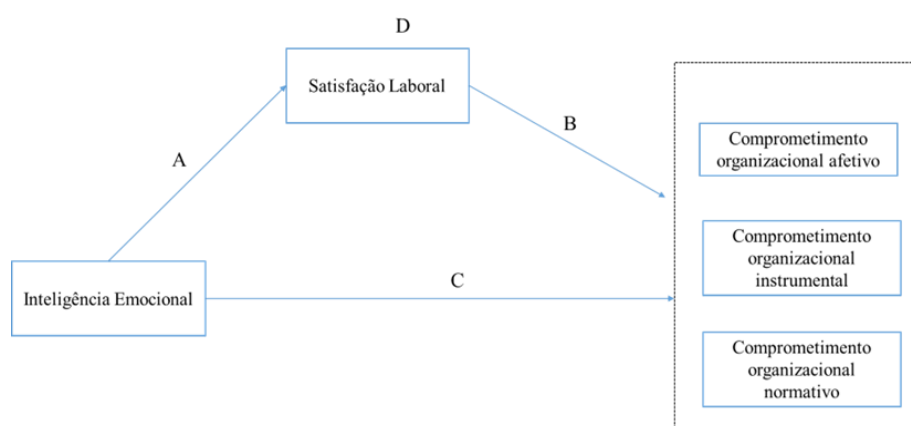 D
Satisfação Laboral
B
A
Comprometimento
organizacional afetivo
Comprometimento
organizacional
instrumental
Inteligência Emocional
C
Comprometimento
organizacional
normativo